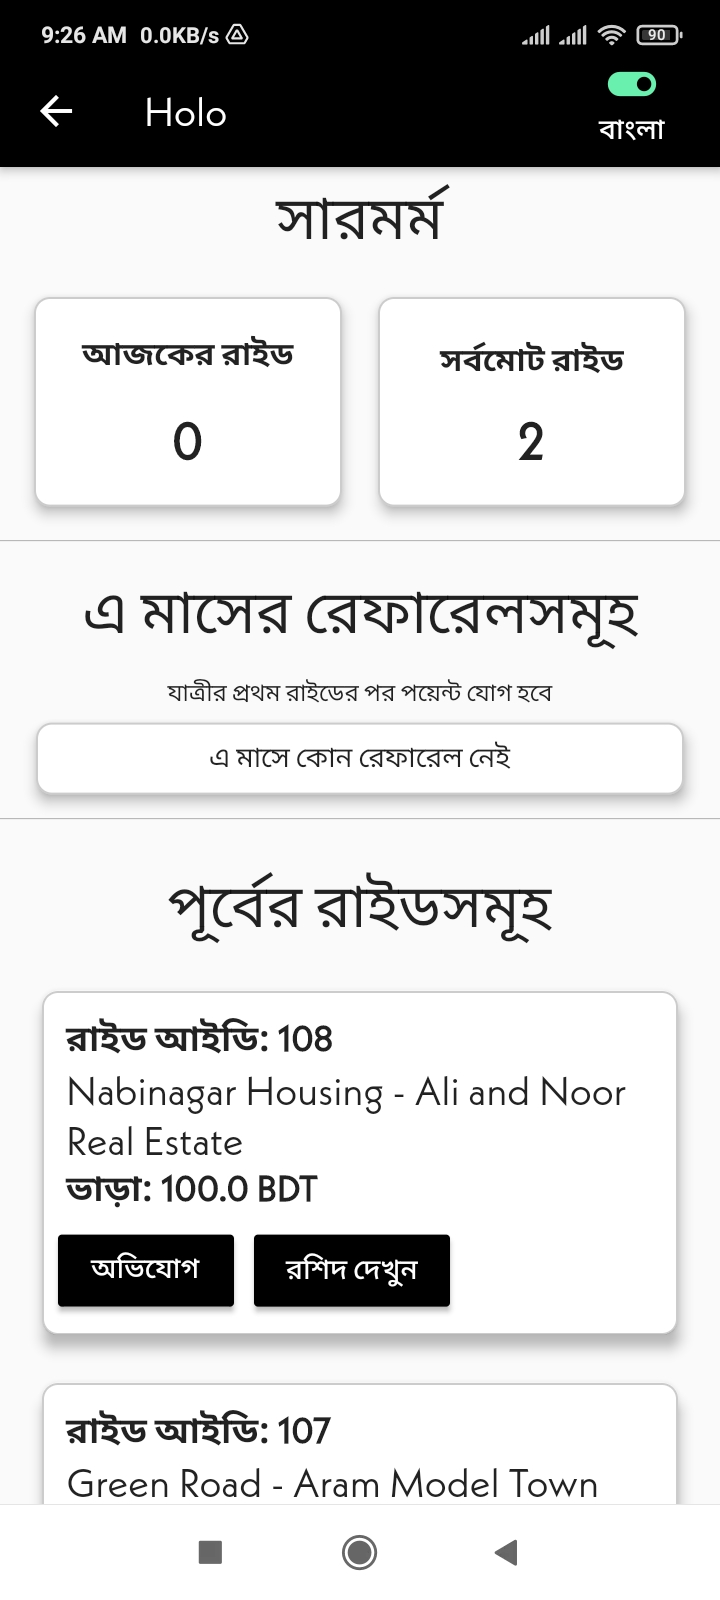 9:26 AM 0.0KB/s 90
Holo
বাংলা
সারমর্ম
আজকের রাইড
সর্বমোট রাইড
0
2
এ মাসের রেফারেলসমূহ
যাত্রীর প্রথম রাইডের পর পয়েন্ট যোগ হবে
এ মাসে কোন রেফারেল নেই
পূর্বের রাইডসমূহ
রাইড আইডি: 108
Nabinagar Housing - Ali and Noor
Real Estate
ভাড়া: 100.0 BDT
অভিযোগ
রশিদ দেখুন
রাইড আইডি: 107
Green Road - Aram Model Town